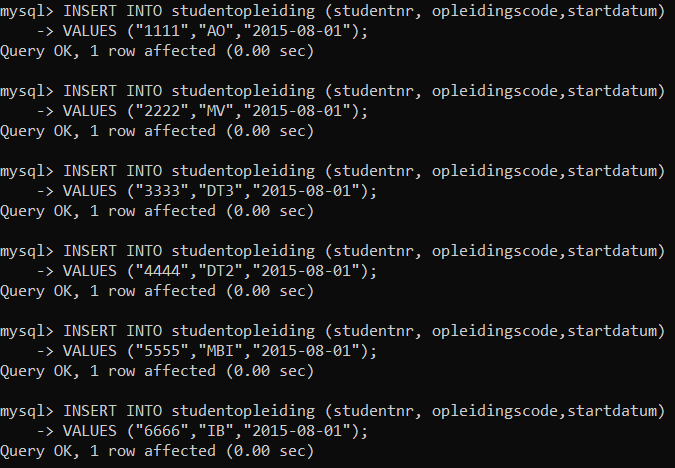 mysql> INSERT INTO studentopleiding (studentnr, opleidingscode,startdatum)
    -> VALUES ("1111","AO","2015-08-01");
Query OK, 1 row affected (0.00 sec)

mysql> INSERT INTO studentopleiding (studentnr, opleidingscode,startdatum)
    -> VALUES ("2222","MV","2015-08-01");
Query OK, 1 row affected (0.00 sec)

mysql> INSERT INTO studentopleiding (studentnr, opleidingscode,startdatum)
    -> VALUES ("3333","DT3","2015-08-01");
Query OK, 1 row affected (0.00 sec)

mysql> INSERT INTO studentopleiding (studentnr, opleidingscode,startdatum)
    -> VALUES ("4444","DT2","2015-08-01");
Query OK, 1 row affected (0.00 sec)

mysql> INSERT INTO studentopleiding (studentnr, opleidingscode,startdatum)
    -> VALUES ("5555","MBI","2015-08-01");
Query OK, 1 row affected (0.00 sec)

mysql> INSERT INTO studentopleiding (studentnr, opleidingscode,startdatum)
    -> VALUES ("6666","IB","2015-08-01");
Query OK, 1 row affected (0.00 sec)